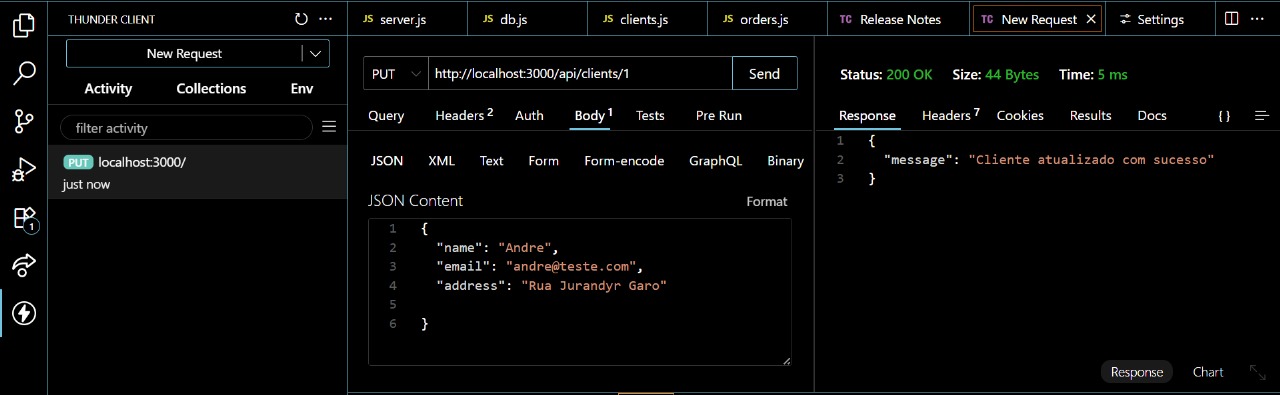 THUNDER CLIENT
New Request
Activity Collections Env
filter activity
PUT localhost:3000/
just now
1
JS server.js JS db.js JS clients.js JS orders.js TC Release Notes TC New Request Settings
PUT http://localhost:3000/api/clients/1 Send
Query Headers 2 Auth Body 1 Tests Pre Run
JSON XML Text Form Form-encode GraphQL Binary
JSON Content Format
1 {
2 "name": "Andre",
3 "email": "andre@teste.com",
4 "address": "Rua Jurandyr Garo"
5
6 }
Status: 200 OK Size: 44 Bytes Time: 5 ms
Response Headers 7 Cookies Results Docs { }
1 {
2 "message": "Cliente atualizado com sucesso"
3 }
Response Chart